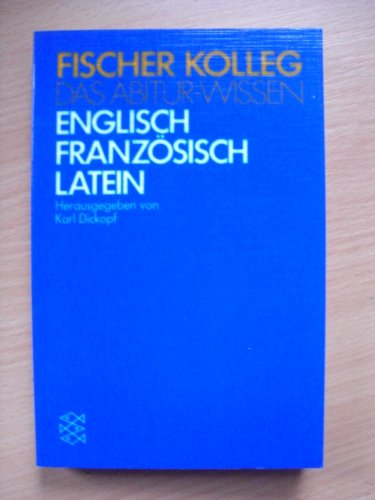 FISCHER KOLLEG
DAS ABITUR-WISSEN
ENGLISCH
FRANZÖSISCH
LATEIN
Herausgegeben von
Karl Dickopf